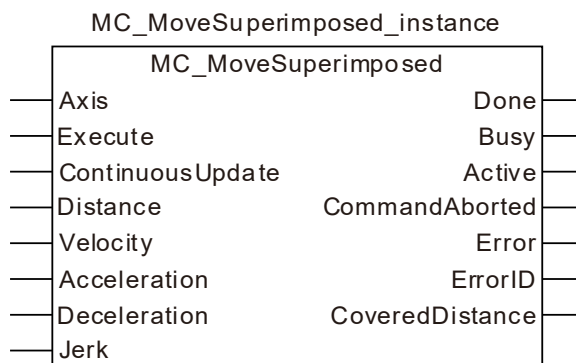 MC_MoveSuperimposed_instance
MC_MoveSuperimposed
Axis Done
Execute Busy
ContinuousUpdate Active
Distance CommandAborted
Velocity Error
Acceleration ErrorID
Deceleration CoveredDistance
Jerk